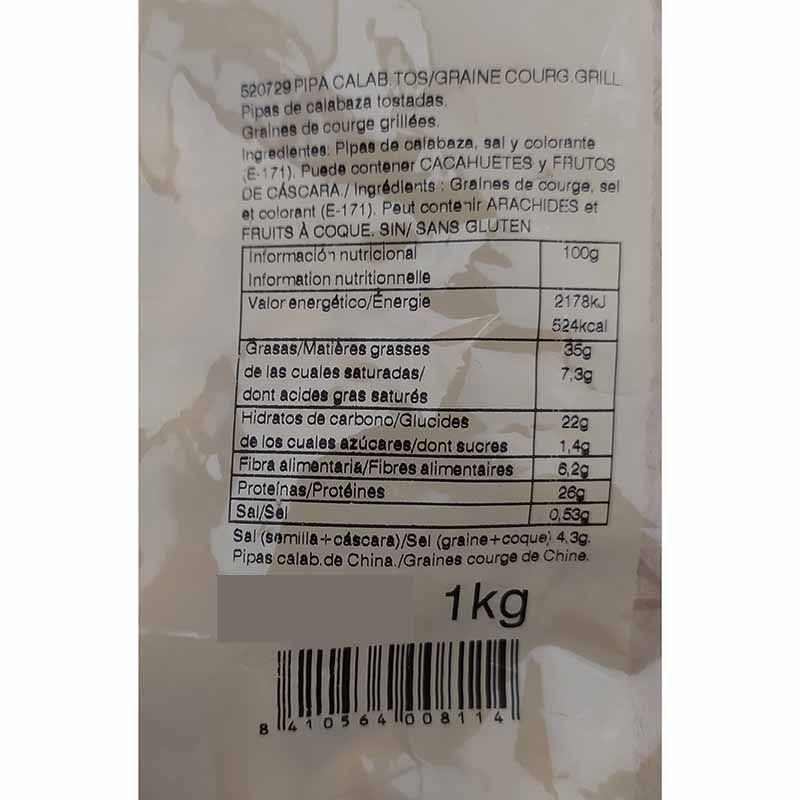 520729 PIPA CALAB.TOS/GRAINE COURG.GRILL.
Pipas de calabaza tostadas.
Graines de courge grillées.
Ingredientes: Pipas de calabaza, sal y colorante
(E-171). Puede contener CACAHUETES y FRUTOS
DE CÁSCARA./ Ingrédients : Graines de courge, sel
et colorant (E-171). Peut contenir ARACHIDES et
FRUITS À COQUE. SIN/ SANS GLUTEN
Información nutricional 100g
Information nutritionnelle
Valor energético/Énergie 2178kJ
524kcal
Grasas/Matières grasses 35g
de las cuales saturadas/ 7,3g
dont acides gras saturés
Hidratos de carbono/Glucides 22g
de los cuales azúcares/dont sucres 1,4g
Fibra alimentaria/Fibres alimentaires 6,2g
Proteínas/Protéines 26g
Sal/Sel 0,53g
Sal (semilla+cáscara)/Sel (graine+coque) 4,3g.
Pipas calab.de China./Graines courge de Chine.
1kg
8 410564 008114